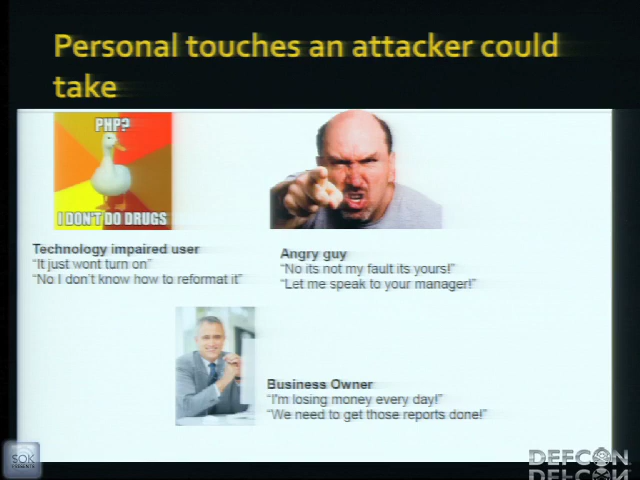 Personal touches an attacker could
take
PHP?
I DON'T DO DRUGS
Technology impaired user
"It just wont turn on"
"No I don't know how to reformat it"
Angry guy
"No its not my fault its yours!"
"Let me speak to your manager!"
Business Owner
"I'm losing money every day!"
"We need to get those reports done!"
SOK
DEFCON